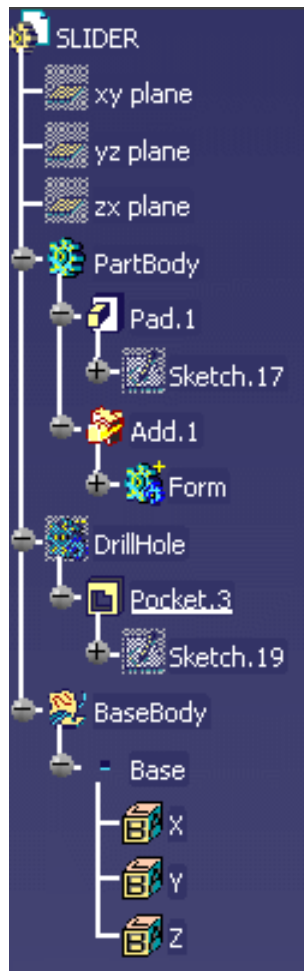 SLIDER
xy plane
yz plane
zx plane
PartBody
Pad.1
Sketch.17
Add.1
Form
DrillHole
Pocket.3
Sketch.19
BaseBody
Base
B X
B Y
B Z